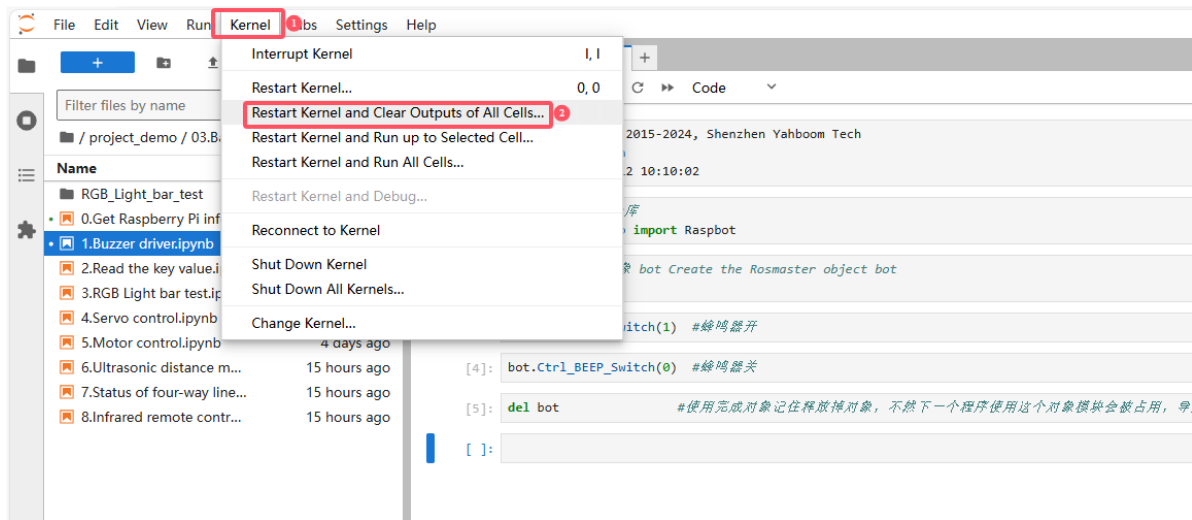 File Edit View Run Kernel 1 bs Settings Help
Interrupt Kernel I, I
Restart Kernel... 0, 0
Restart Kernel and Clear Outputs of All Cells... 2
Restart Kernel and Run up to Selected Cell...
Restart Kernel and Run All Cells...
Restart Kernel and Debug...
Reconnect to Kernel
Shut Down Kernel
Shut Down All Kernels...
Change Kernel...
+
Filter files by name
/ project_demo / 03.Ba
Name
RGB_Light_bar_test
0.Get Raspberry Pi inf
1.Buzzer driver.ipynb
2.Read the key value.i
3.RGB Light bar test.ip
4.Servo control.ipynb
5.Motor control.ipynb 4 days ago
6.Ultrasonic distance m... 15 hours ago
7.Status of four-way line... 15 hours ago
8.Infrared remote contr... 15 hours ago
+
Code
2015-2024, Shenzhen Yahboom Tech
2 10:10:02
库
import Raspbot
bot Create the Rosmaster object bot
itch(1) #蜂鸣器开
[4]: bot.Ctrl_BEEP_Switch(0) #蜂鸣器关
[5]: del bot #使用完成对象记住释放掉对象，不然下一个程序使用这个对象模块会被占用，导
[ ]: